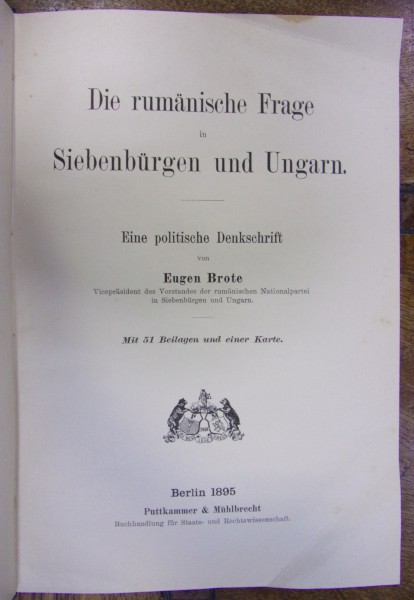 Die rumänische Frage
in
Siebenbürgen und Ungarn.
Eine politische Denkschrift
von
Eugen Brote
Vicepräsident des Vorstandes der rumänischen Nationalpartei
in Siebenbürgen und Ungarn.
Mit 51 Beilagen und einer Karte.
Berlin 1895
Puttkammer & Mühlbrecht
Buchhandlung für Staats- und Rechtswissenschaft.